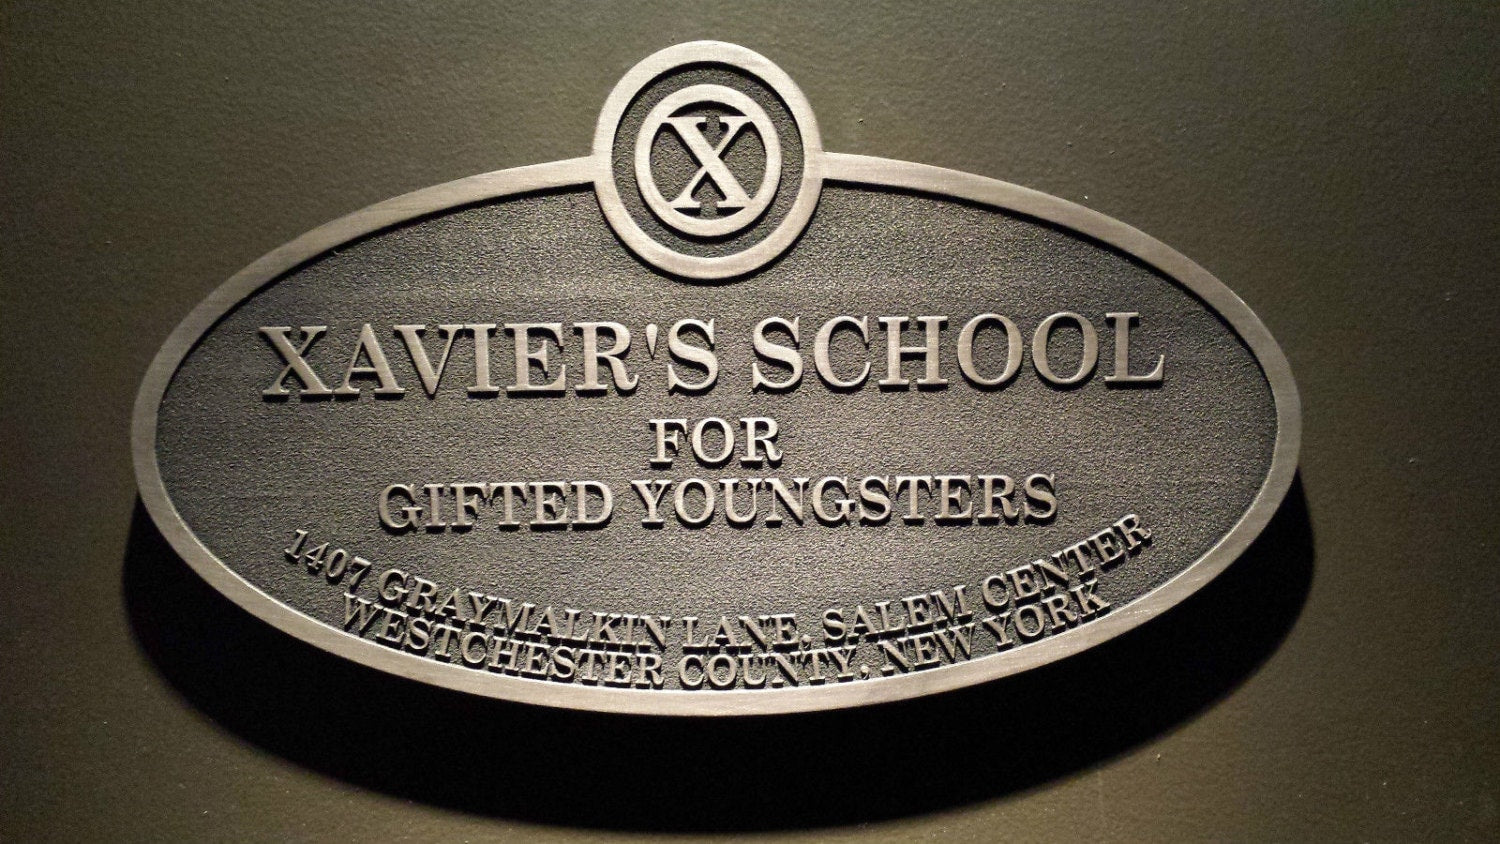 X
XAVIER'S SCHOOL
FOR
GIFTED YOUNGSTERS
1407 GRAYMALKIN LANE, SALEM CENTER
WESTCHESTER COUNTY, NEW YORK